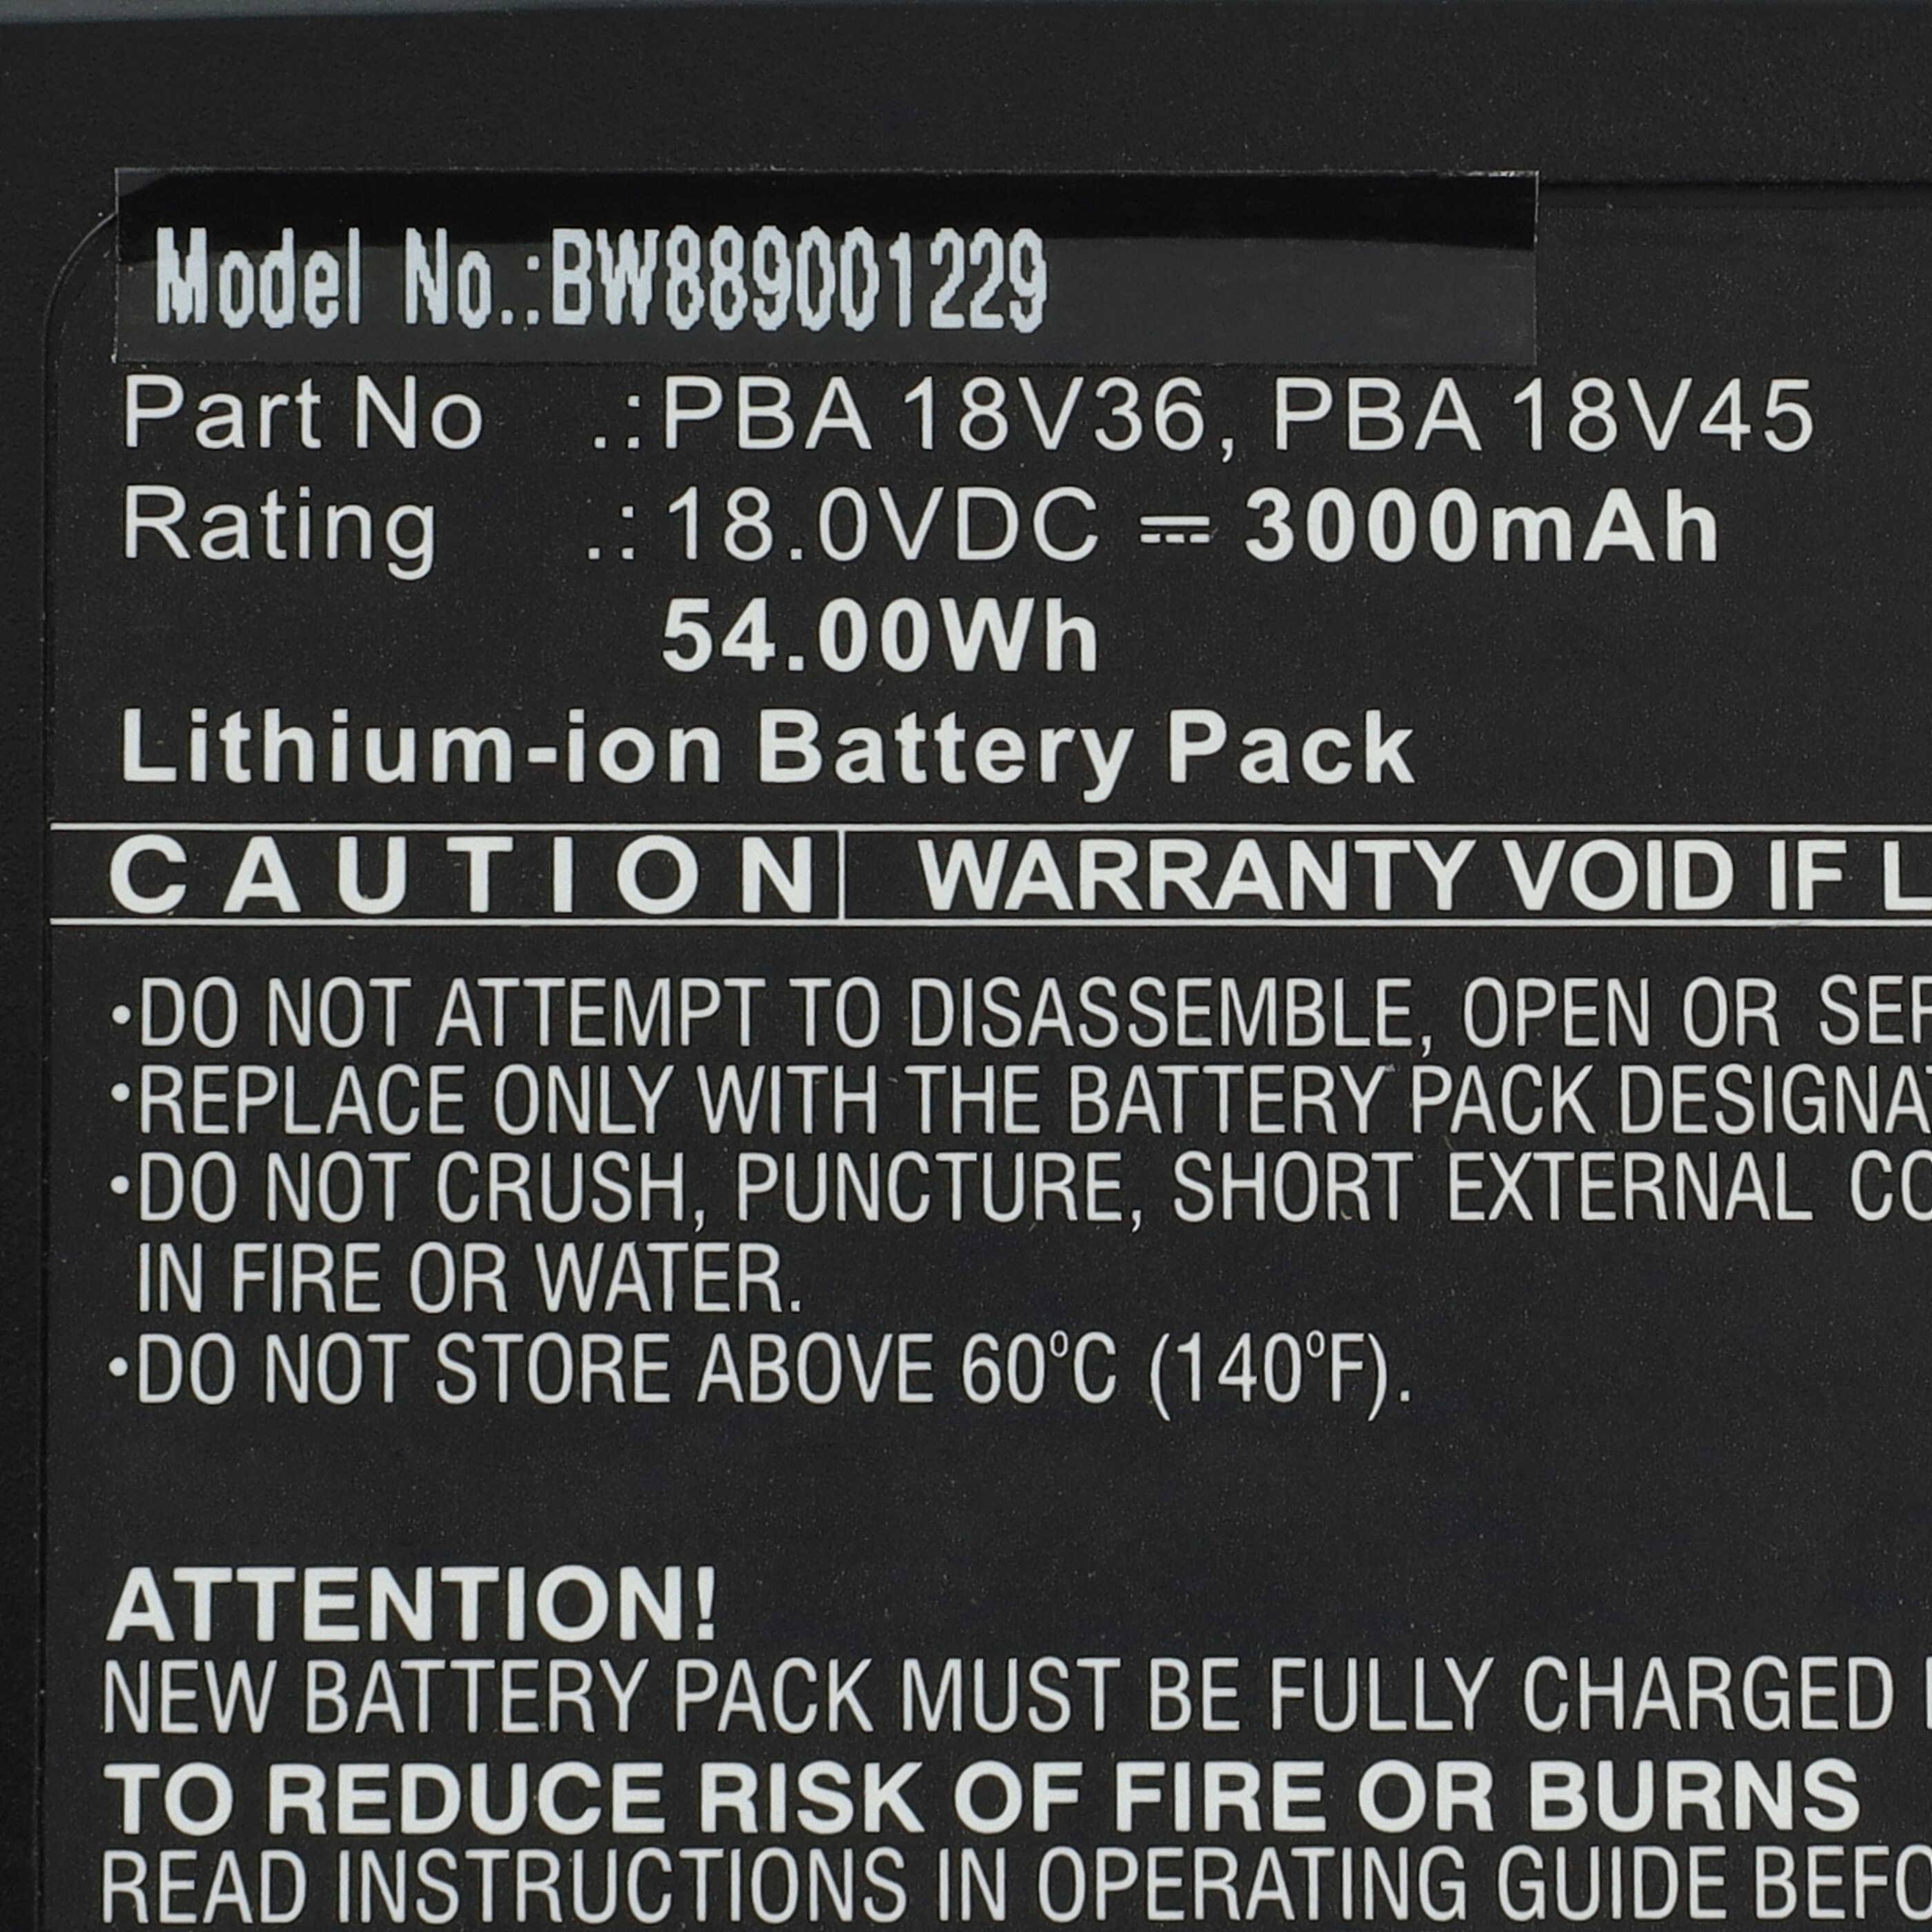 Model No.:BW889001229
Part No .:PBA 18V36, PBA 18V45
Rating .:18.0VDC ⎓ 3000mAh
54.00Wh
Lithium-ion Battery Pack
CAUTION WARRANTY VOID IF
•DO NOT ATTEMPT TO DISASSEMBLE, OPEN OR
•REPLACE ONLY WITH THE BATTERY PACK
•DO NOT CRUSH, PUNCTURE, SHORT EXTERNAL
IN FIRE OR WATER.
•DO NOT STORE ABOVE 60°C (140°F).
ATTENTION!
NEW BATTERY PACK MUST BE FULLY CHARGED
TO REDUCE RISK OF FIRE OR BURNS
READ INSTRUCTIONS IN OPERATING GUIDE